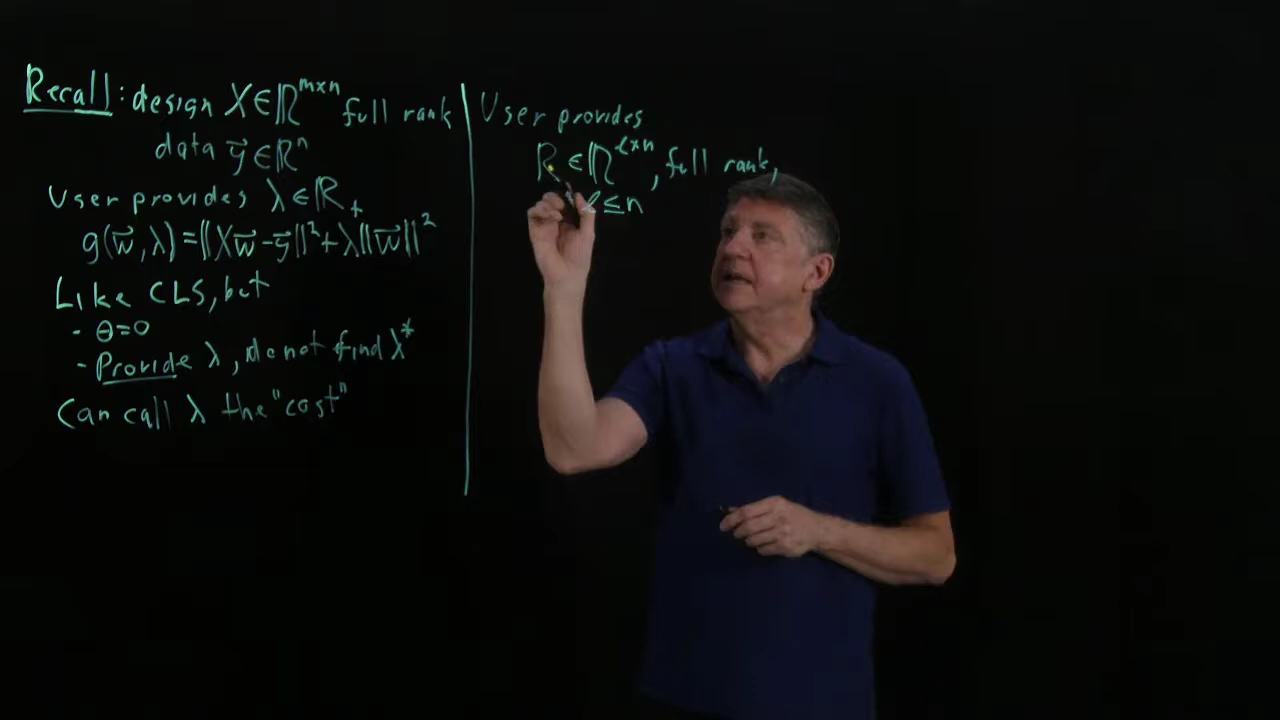 Recall: design X∈ℝ^{m×n} full rank
data y⃗∈ℝⁿ
User provides λ∈ℝ₊
g(w⃗,λ)=||Xw⃗-y⃗||²+λ||w⃗||²
Like CLS, but
- θ=0
- Provide λ, do not find λ*
Can call λ the "cost"
User provides
R∈ℝ^{ℓ×n}, full rank,
ℓ≤n